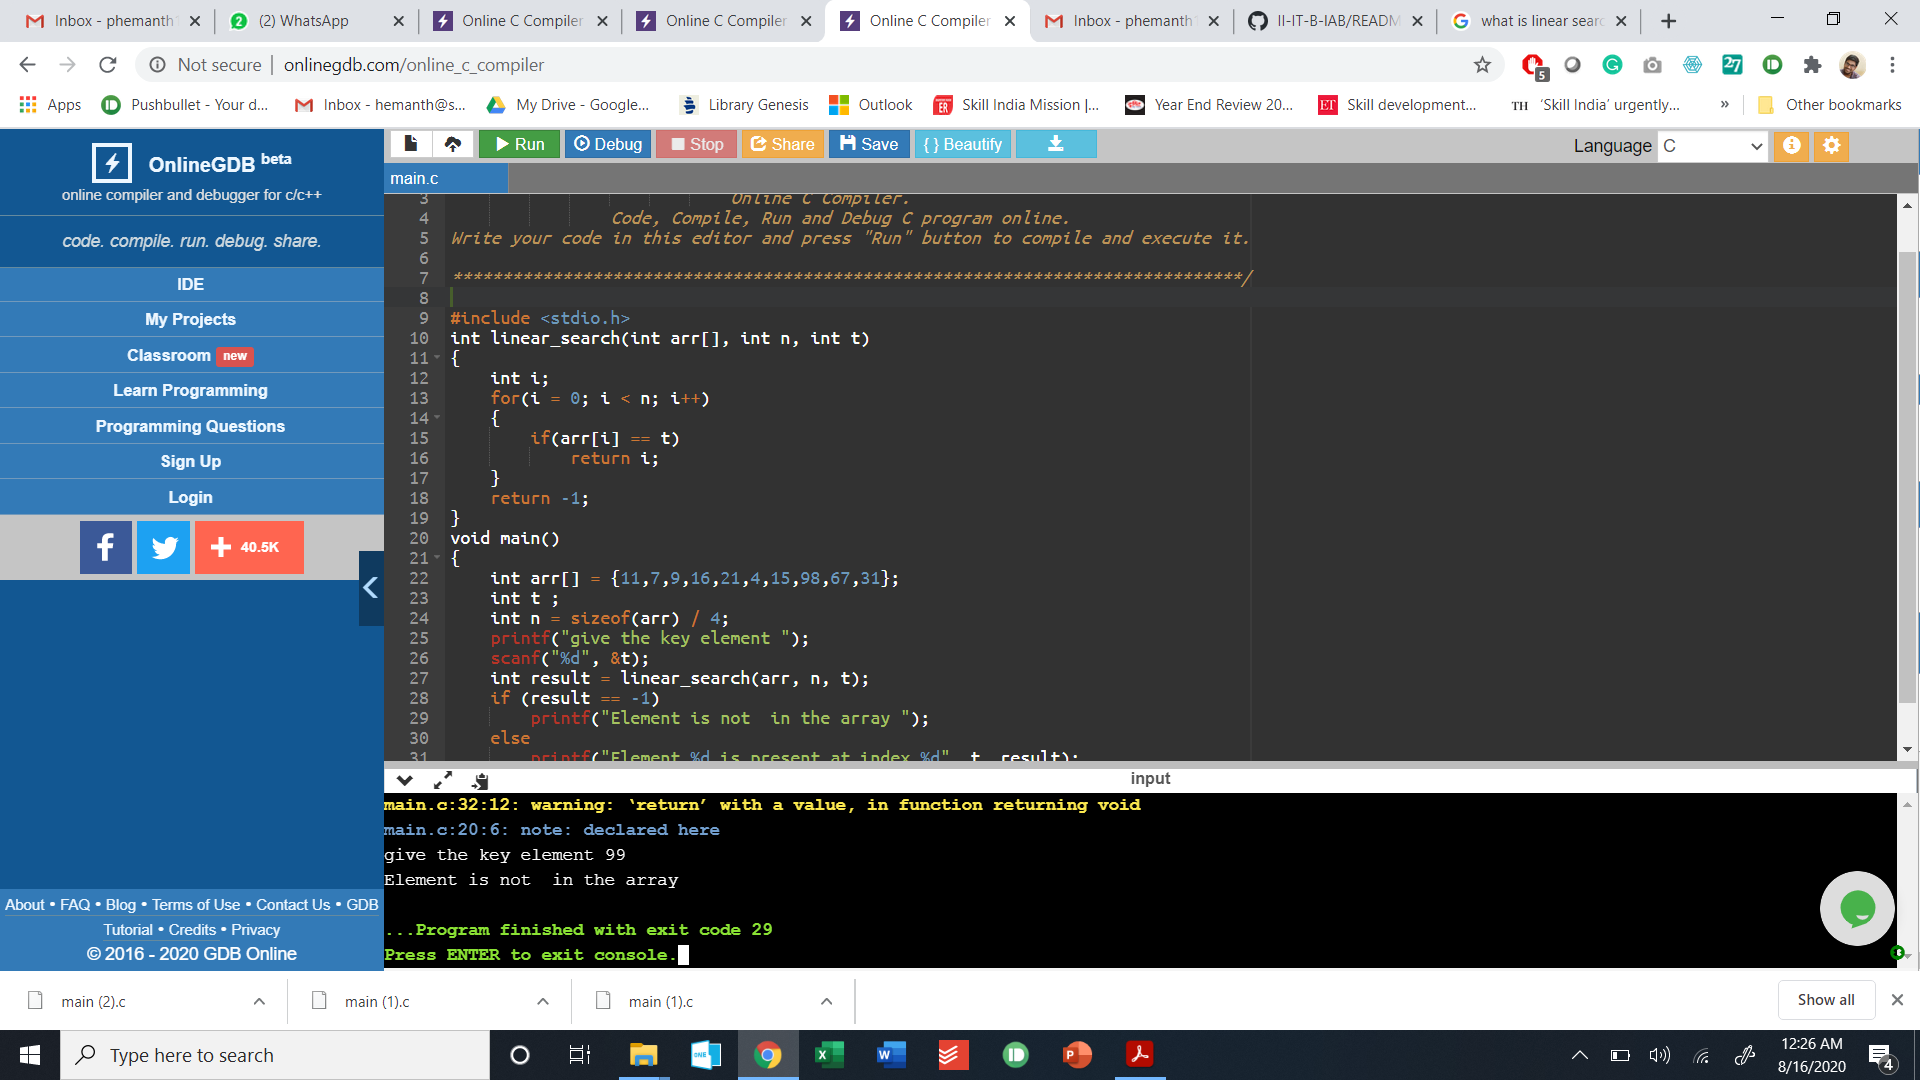 Inbox - phemanth
(2) WhatsApp
Online C Compiler
Online C Compiler
Online C Compiler
Inbox - phemanth
II-IT-B-IAB/READM
what is linear sear
Not secure | onlinegdb.com/online_c_compiler
5
27
Apps
Pushbullet - Your d...
Inbox - hemanth@s...
My Drive - Google...
Library Genesis
Outlook
Skill India Mission |...
Year End Review 20...
Skill development...
TH 'Skill India' urgently...
»
Other bookmarks
OnlineGDB beta
online compiler and debugger for c/c++
code. compile. run. debug. share.
IDE
My Projects
Classroom new
Learn Programming
Programming Questions
Sign Up
Login
40.5K
About • FAQ • Blog • Terms of Use • Contact Us • GDB
Tutorial • Credits • Privacy
© 2016 - 2020 GDB Online
Run
Debug
Stop
Share
Save
{ } Beautify
Language C
main.c
3 Online C Compiler.
4 Code, Compile, Run and Debug C program online.
5 Write your code in this editor and press "Run" button to compile and execute it.
6
7 *******************************************************************************/
8
9 #include <stdio.h>
10 int linear_search(int arr[], int n, int t)
11 {
12 int i;
13 for(i = 0; i < n; i++)
14 {
15 if(arr[i] == t)
16 return i;
17 }
18 return -1;
19 }
20 void main()
21 {
22 int arr[] = {11,7,9,16,21,4,15,98,67,31};
23 int t ;
24 int n = sizeof(arr) / 4;
25 printf("give the key element ");
26 scanf("%d", &t);
27 int result = linear_search(arr, n, t);
28 if (result == -1)
29 printf("Element is not  in the array ");
30 else
31 printf("Element %d is present at index %d", t, result);
input
main.c:32:12: warning: ‘return’ with a value, in function returning void
main.c:20:6: note: declared here
give the key element 99
Element is not  in the array
...Program finished with exit code 29
Press ENTER to exit console.
main (2).c
main (1).c
main (1).c
Show all
Type here to search
12:26 AM
8/16/2020
4